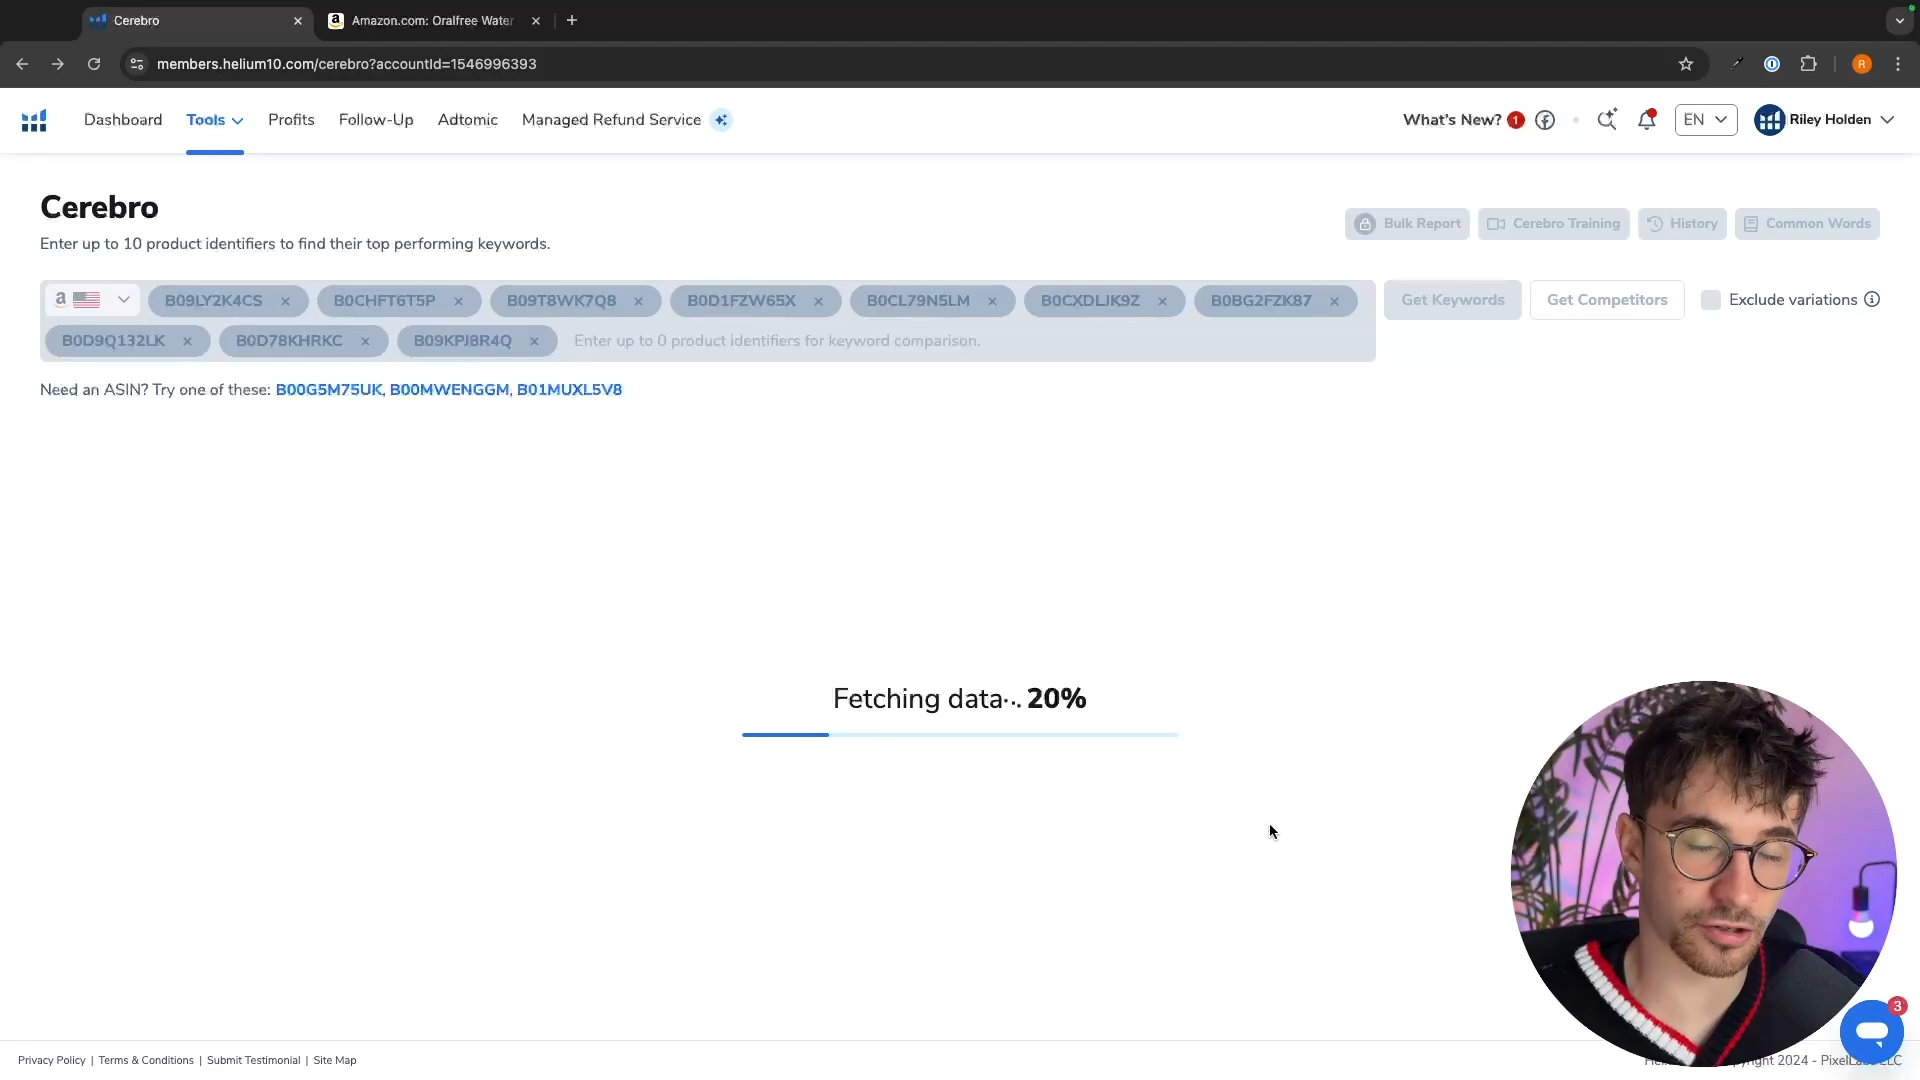 Cerebro
Amazon.com: Oralfree Water
members.helium10.com/cerebro?accountId=1546996393
R
Dashboard Tools Profits Follow-Up Adtomic Managed Refund Service
What's New? 1 EN Riley Holden
Cerebro
Enter up to 10 product identifiers to find their top performing keywords.
Bulk Report Cerebro Training History Common Words
a B09LY2K4CS B0CHFT6T5P B09T8WK7Q8 B0D1FZW65X B0CL79N5LM B0CXDLJK9Z B0BG2FZK87
Get Keywords Get Competitors Exclude variations
B0D9Q132LK B0D78KHRKC B09KPJ8R4Q Enter up to 0 product identifiers for keyword comparison.
Need an ASIN? Try one of these: B00G5M75UK, B00MWENGGM, B01MUXL5V8
Fetching data... 20%
3
Privacy Policy | Terms & Conditions | Submit Testimonial | Site Map
2024 - LLC